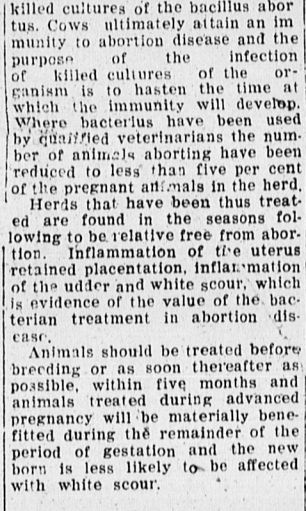 killed cultures of the bacillus abor
tus. Cows ultimately attain an im
munity to abortion disease and the
purpose of the infection
of killed cultures of the or-
ganism is to hasten the time at
which the immunity will develop.
Where bacterius have been used
by qualified veterinarians the num-
ber of animals aborting have been
reduced to less than five per cent
of the pregnant animals in the herd.
Herds that have been thus treat-
ed are found in the seasons fol-
lowing to be relative free from abor-
tion. Inflammation of the uterus
retained placentation, inflammation
of the udder and white scour, which
is evidence of the value of the bac-
terian treatment in abortion dis-
ease.
Animals should be treated before
breeding or as soon thereafter as
possible, within five months and
animals treated during advanced
pregnancy will be materially bene-
fitted during the remainder of the
period of gestation and the new
born is less likely to be affected
with white scour.